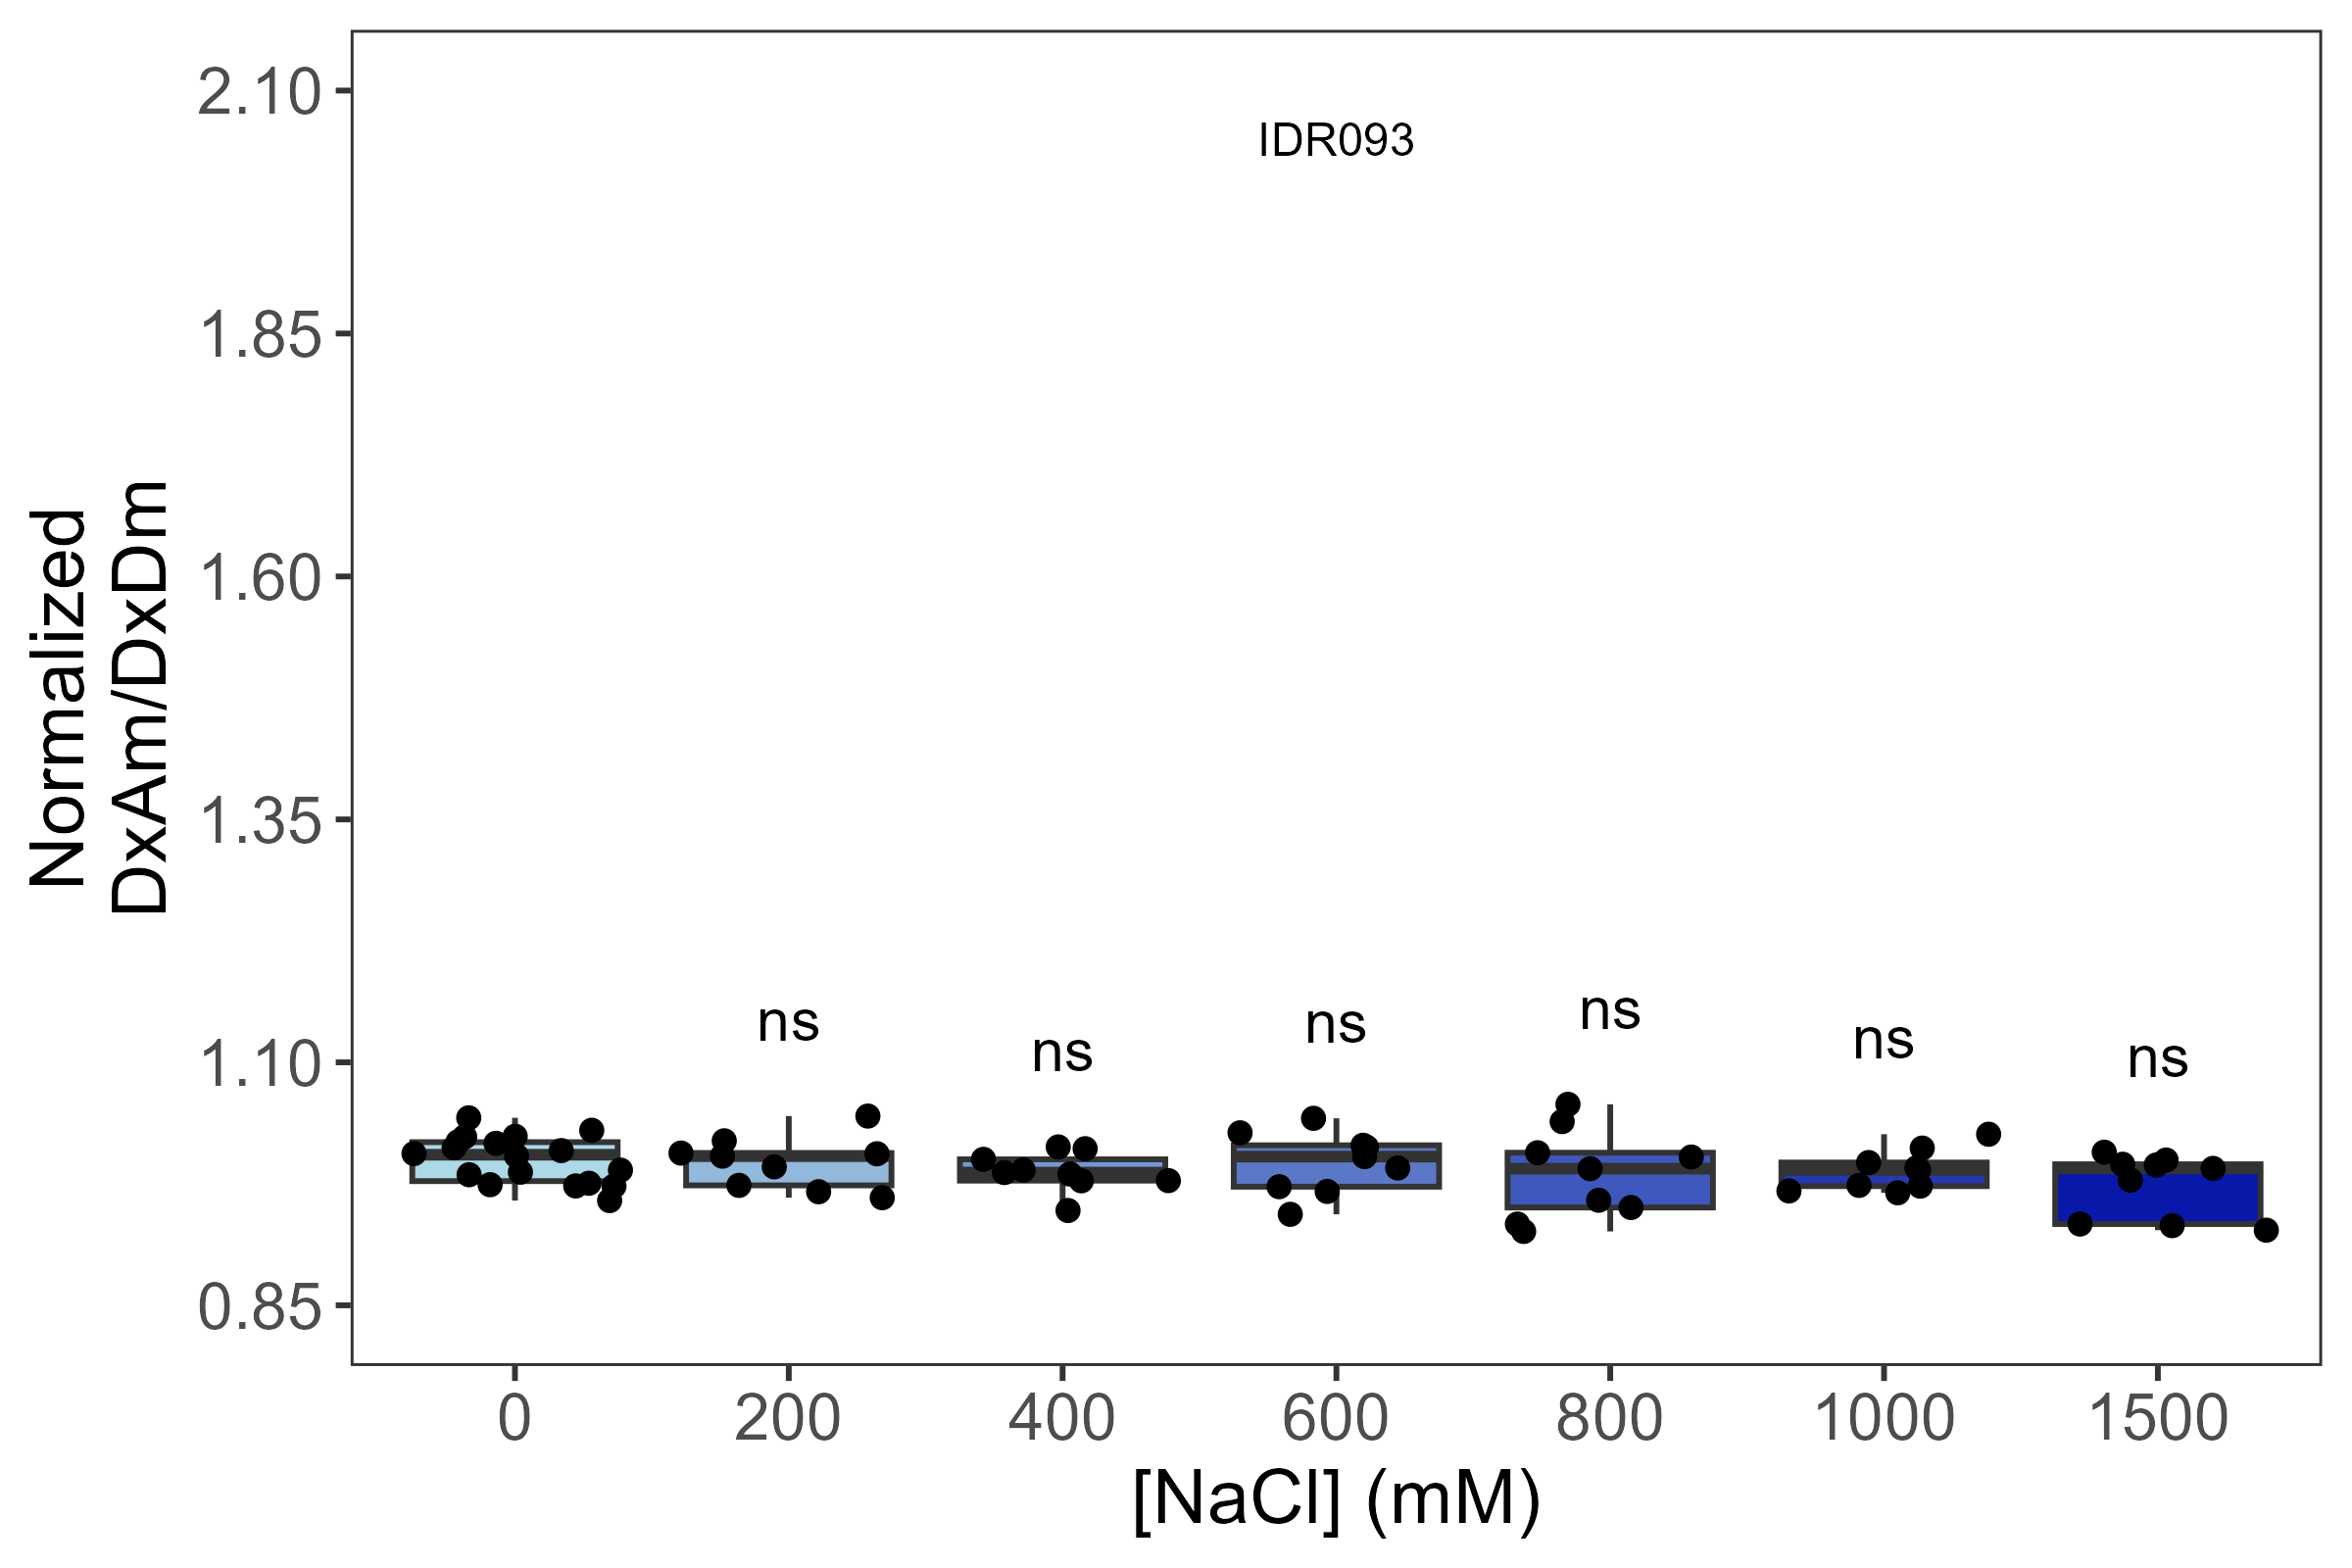 IDR093
Normalized
DxAm/DxDm
2.10
1.85
1.60
1.35
1.10
0.85
ns
ns
ns
ns
ns
ns
0
200
400
600
800
1000
1500
[NaCl] (mM)